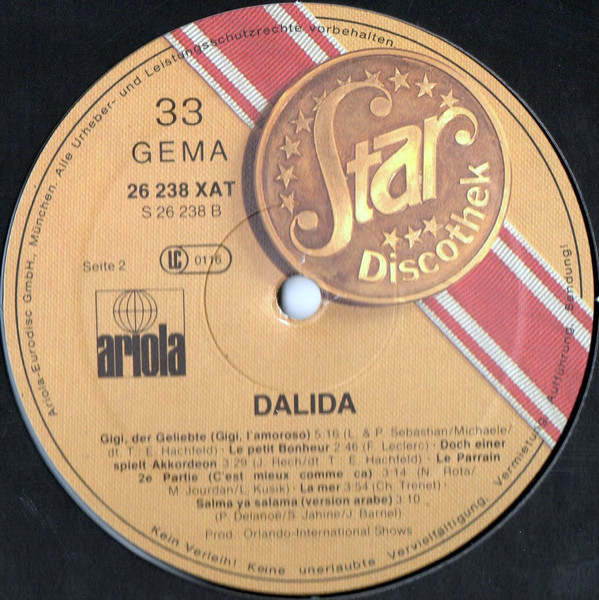 Ariola-Eurodisc GmbH., München. Alle Urheber- und Leistungsschutzrechte vorbehalten
33
GEMA
26 238 XAT
S 26 238 B
Seite 2
LC 0116
ariola
Star
Discothek
DALIDA
Gigi, der Geliebte (Gigi, l'amoroso) 5:16 (L. & P. Sebastian/Michaele/
dt. T. E. Hachfeld) · Le petit Bonheur 2:46 (F. Leclerc) · Doch einer
spielt Akkordeon 3:29 (J. Rech/dt. T. E. Hachfeld) · Le Parrain
2e Partie (C'est mieux comme ca) 3:14 (N. Rota/
M. Jourdan/L. Kusik) · La mer 3:54 (Ch. Trenet) ·
Salma ya salama (version arabe) 3:10
(P. Delanoë/S. Jahine/J. Barnel)
Prod. Orlando-International Shows
Kein Verleih! Keine unerlaubte Vervielfältigung, Vermietung, Aufführung, Sendung!